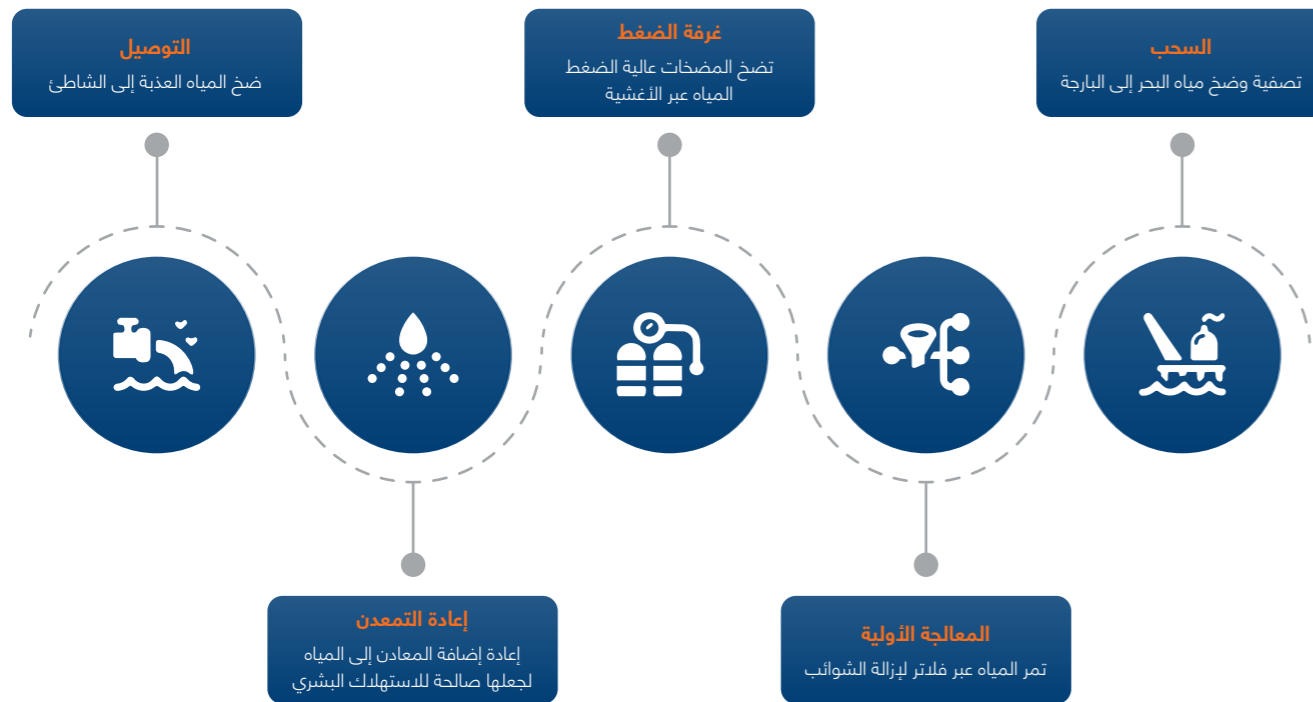 السحب
تصفية وضخ مياه البحر إلى البارجة
المعالجة الأولية
تمر المياه عبر فلاتر لإزالة الشوائب
غرفة الضغط
تضخ المضخات عالية الضغط
المياه عبر الأغشية
إعادة التمعدن
إعادة إضافة المعادن إلى المياه
لجعلها صالحة للاستهلاك البشري
التوصيل
ضخ المياه العذبة إلى الشاطئ